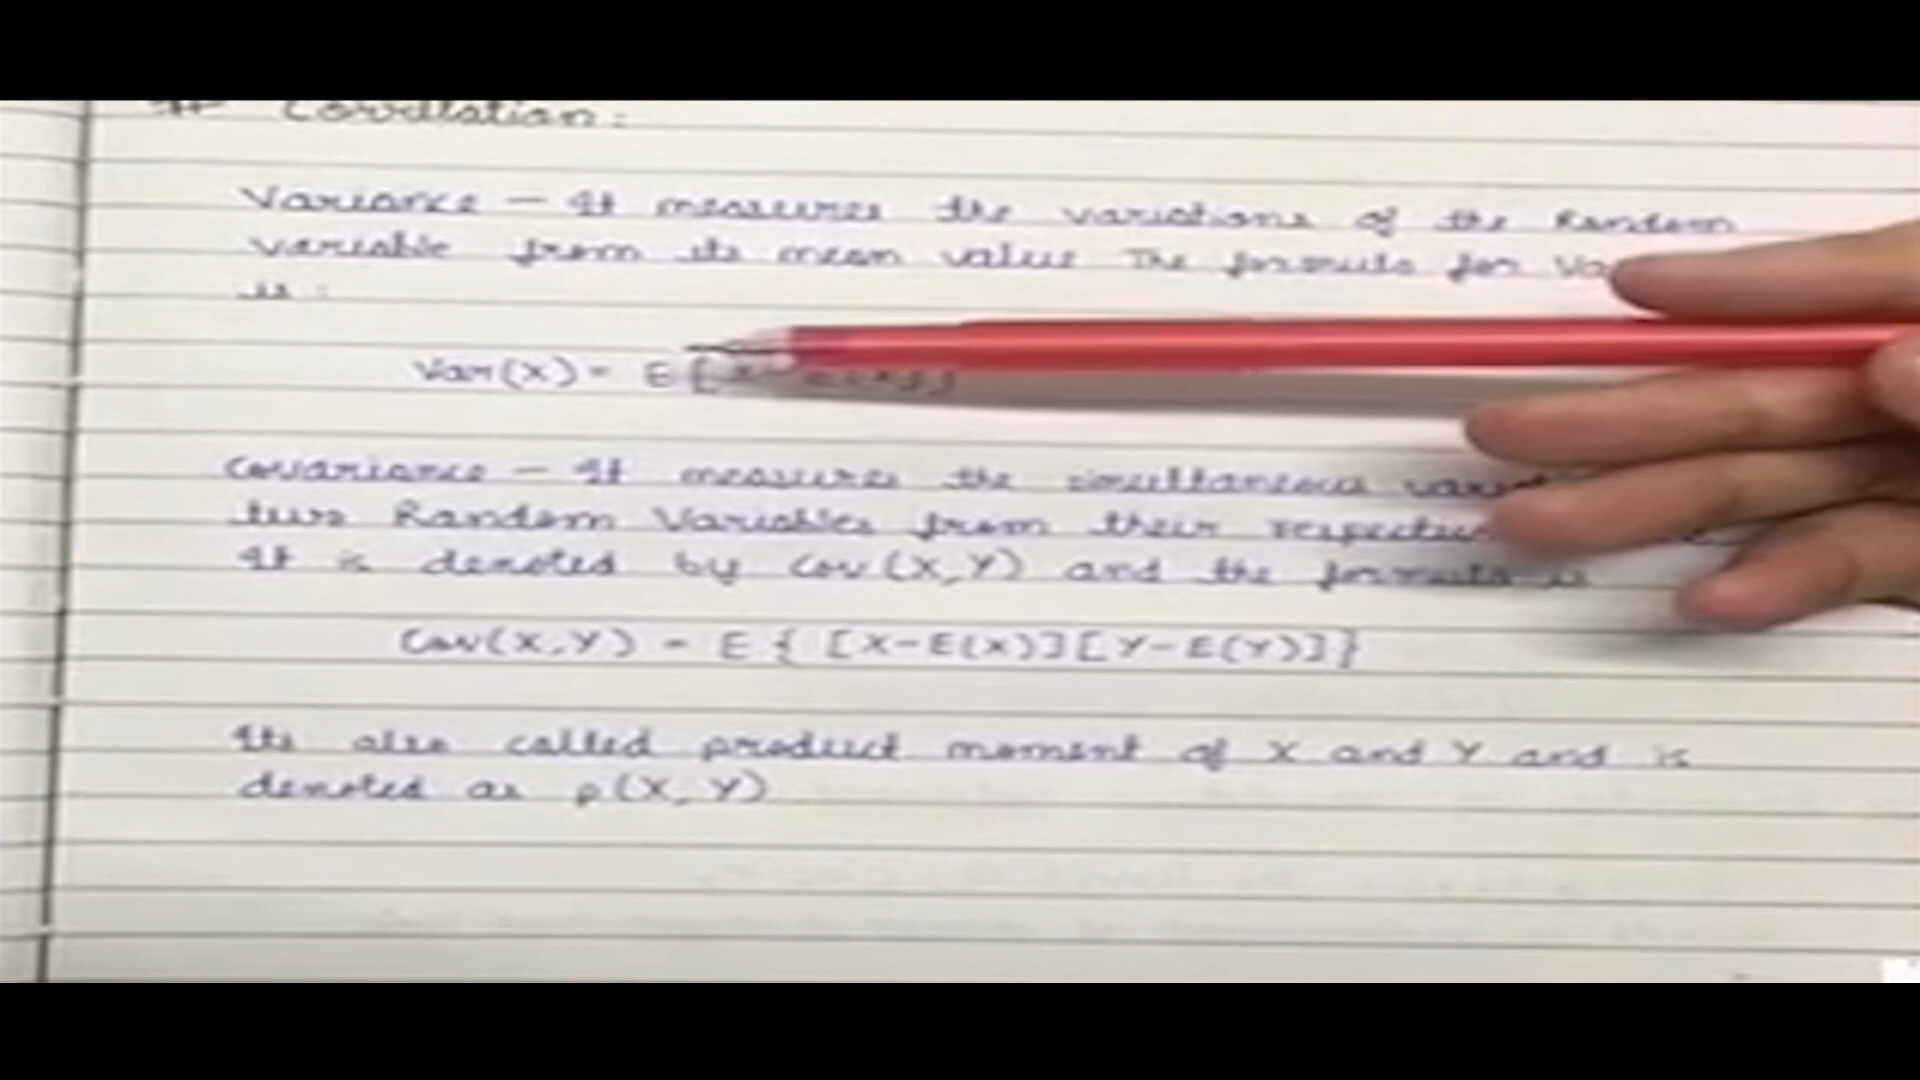 # Correlation:
Variance - It measures the variations of the Random
variable from its mean value The formula for
is :
Var(X) = E [X - E(X)]
Covariance - It measures the simultaneous
two Random Variables from their
It is denoted by Cov(X,Y) and the formula is
Cov(X,Y) = E{ [X-E(X)][Y-E(Y)]}
Its also called product moment of X and Y and is
denoted as p(X,Y)